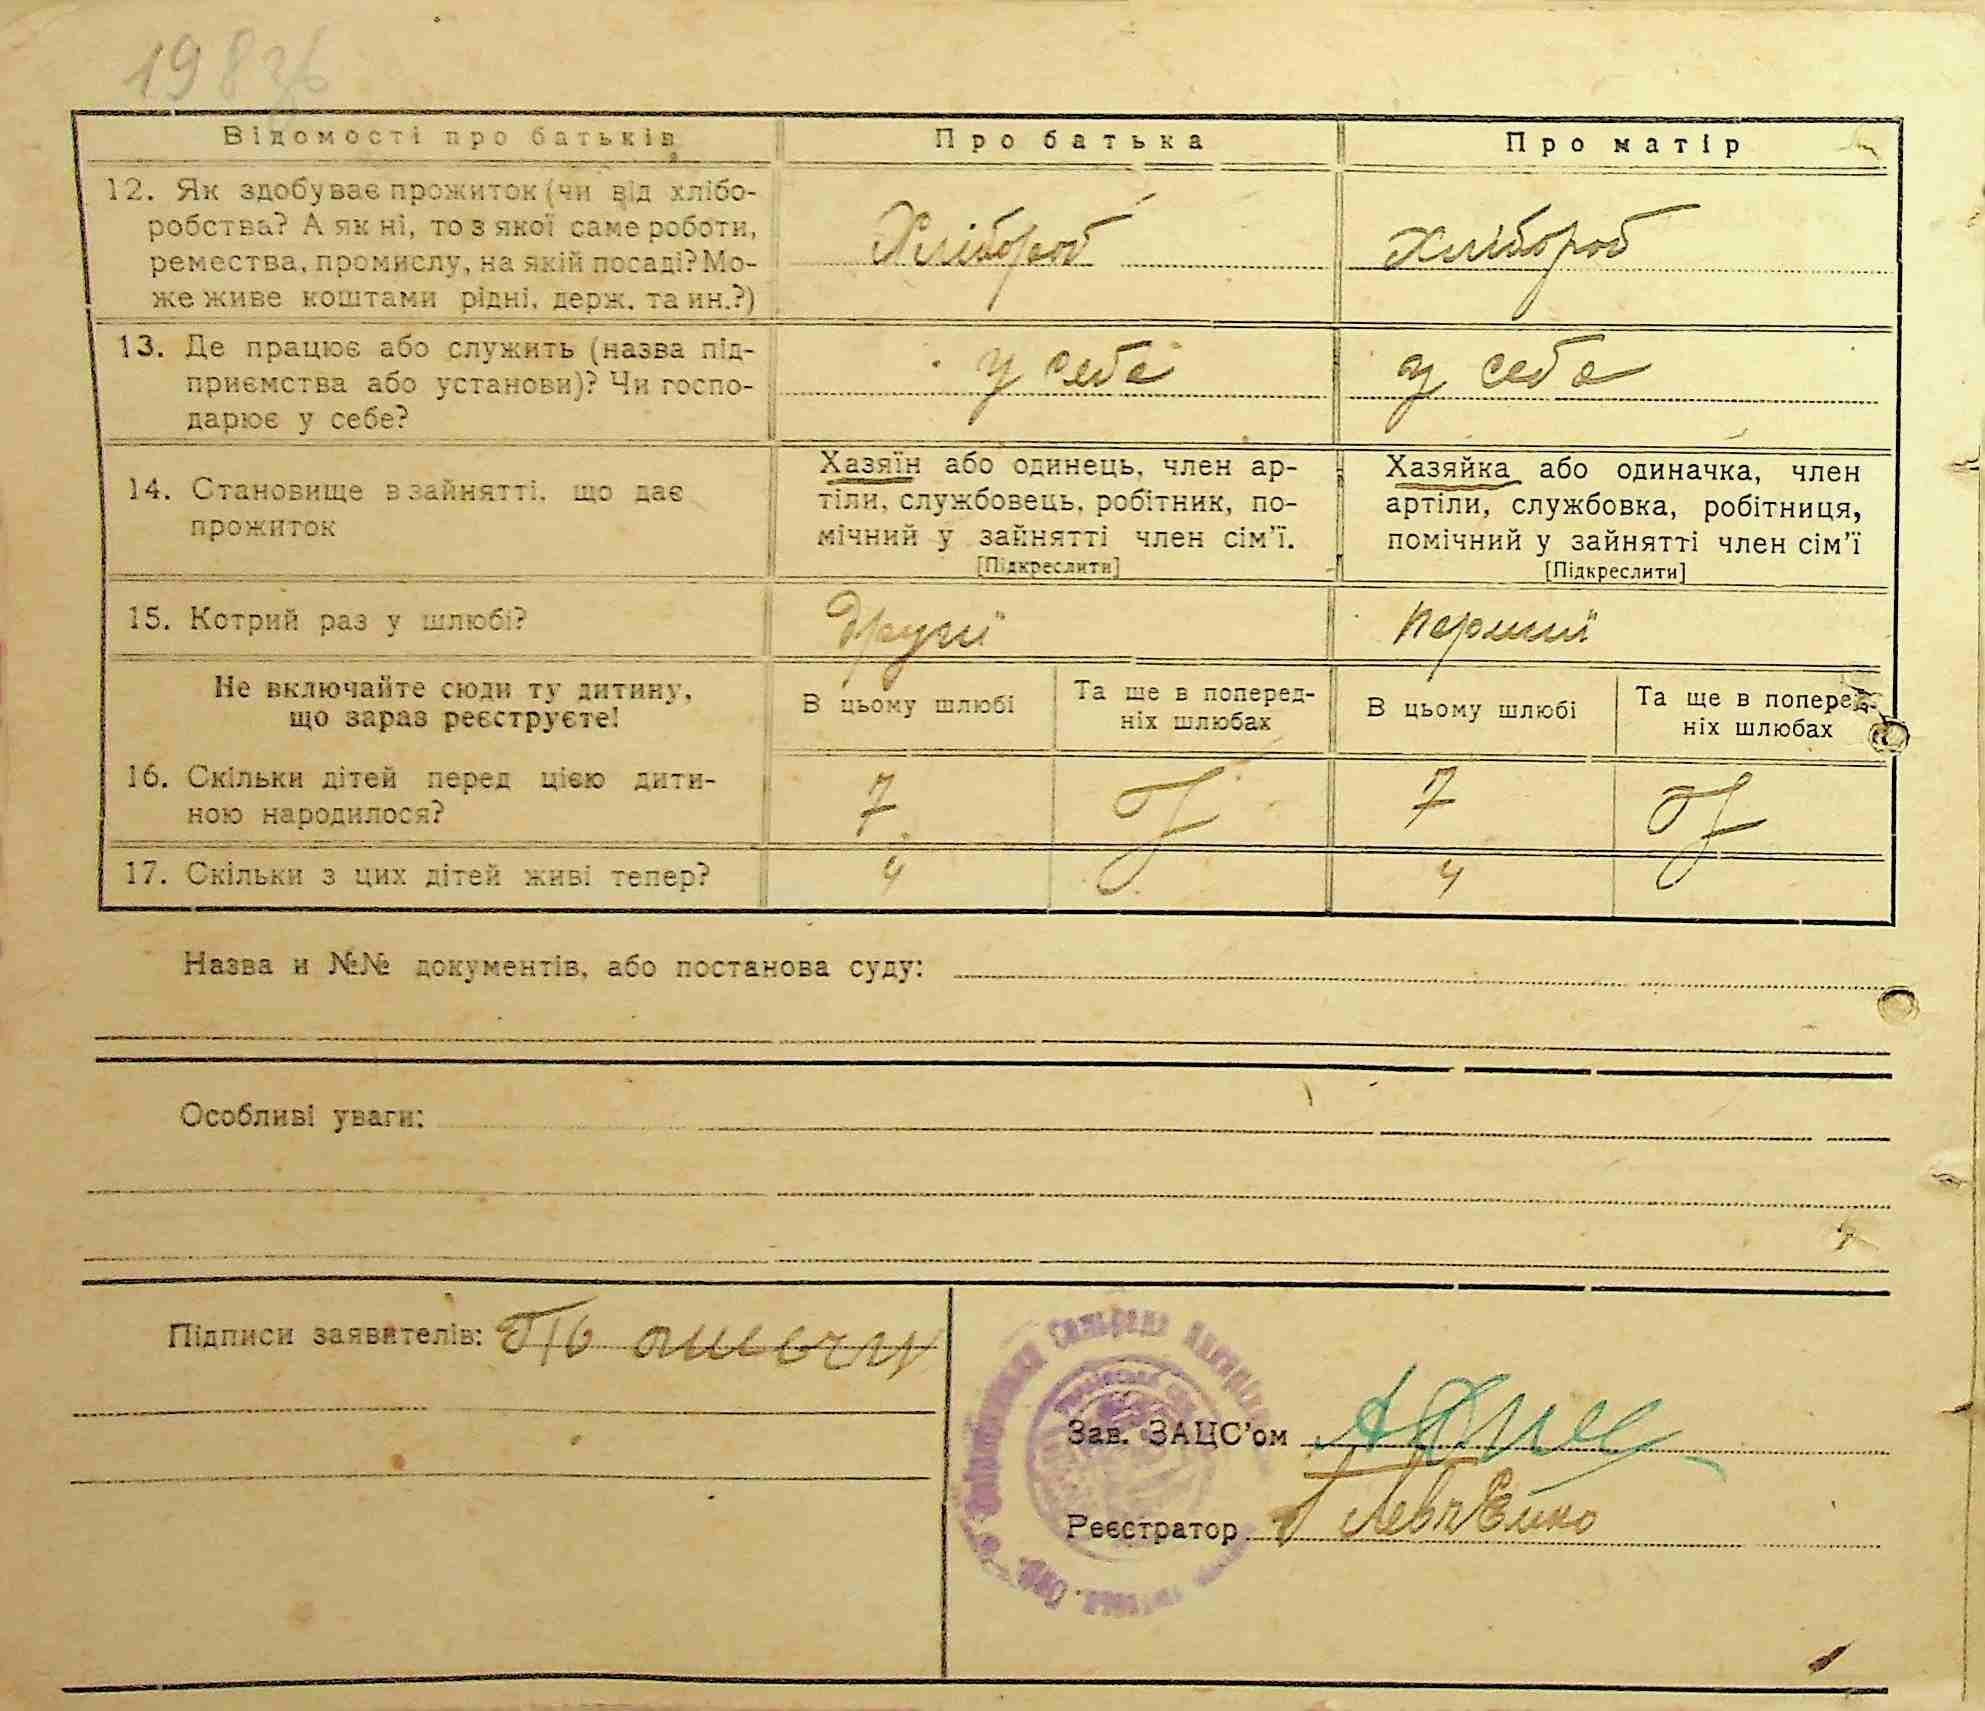 Відомості про батьків
Про батька
Про матір
12. Як здобуває прожиток (чи від хлібо-
робства? А як ні, то з якої саме роботи,
ремества, промислу, на якій посаді? Мо-
же живе коштами рідні, держ. та ин.?)
Хлібороб
хлібороб
13. Де працює або служить (назва під-
приємства або установи)? Чи госпо-
дарює у себе?
у себе
у себе
14. Становище в зайнятті, що дає
прожиток
Хазяїн або одинець, член ар-
тіли, службовець, робітник, по-
мічний у зайнятті член сім'ї.
[Підкреслити]
Хазяйка або одиначка, член
артіли, службовка, робітниця,
помічний у зайнятті член сім'ї
[Підкреслити]
15. Котрий раз у шлюбі?
Другий
перший
Не включайте сюди ту дитину,
що зараз реєструєте!
В цьому шлюбі
Та ще в поперед-
ніх шлюбах
В цьому шлюбі
Та ще в поперед-
ніх шлюбах
16. Скільки дітей перед цією дити-
ною народилося?
7
7
17. Скільки з цих дітей живі тепер?
4
4
Назва и №№ документів, або постанова суду:
Особливі уваги:
Підписи заявителів:
Сільрада
Зав. ЗАЦС'ом
Реєстратор